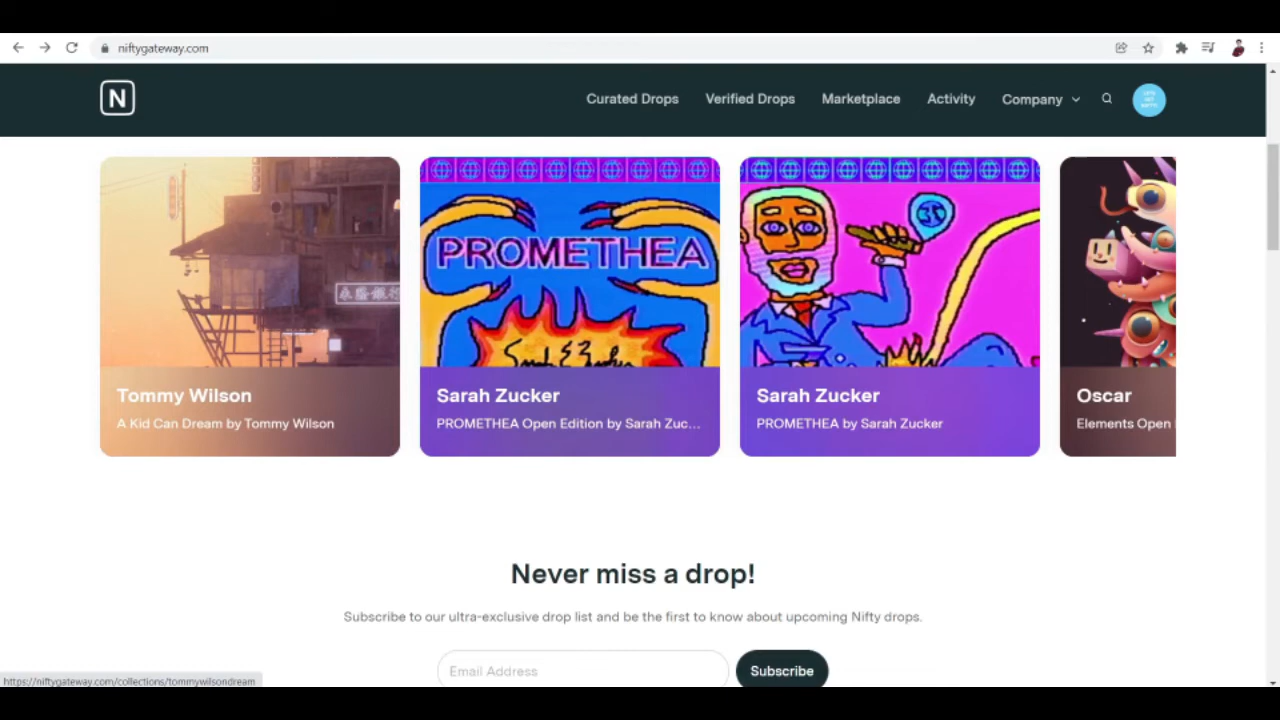 niftygateway.com
N
Curated Drops
Verified Drops
Marketplace
Activity
Company
PROMETHEA
Sarah Zucker
Tommy Wilson
A Kid Can Dream by Tommy Wilson
Sarah Zucker
PROMETHEA Open Edition by Sarah Zuc...
Sarah Zucker
PROMETHEA by Sarah Zucker
Oscar
Elements Open
Never miss a drop!
Subscribe to our ultra-exclusive drop list and be the first to know about upcoming Nifty drops.
Email Address
Subscribe
https://niftygateway.com/collections/tommywilsondream